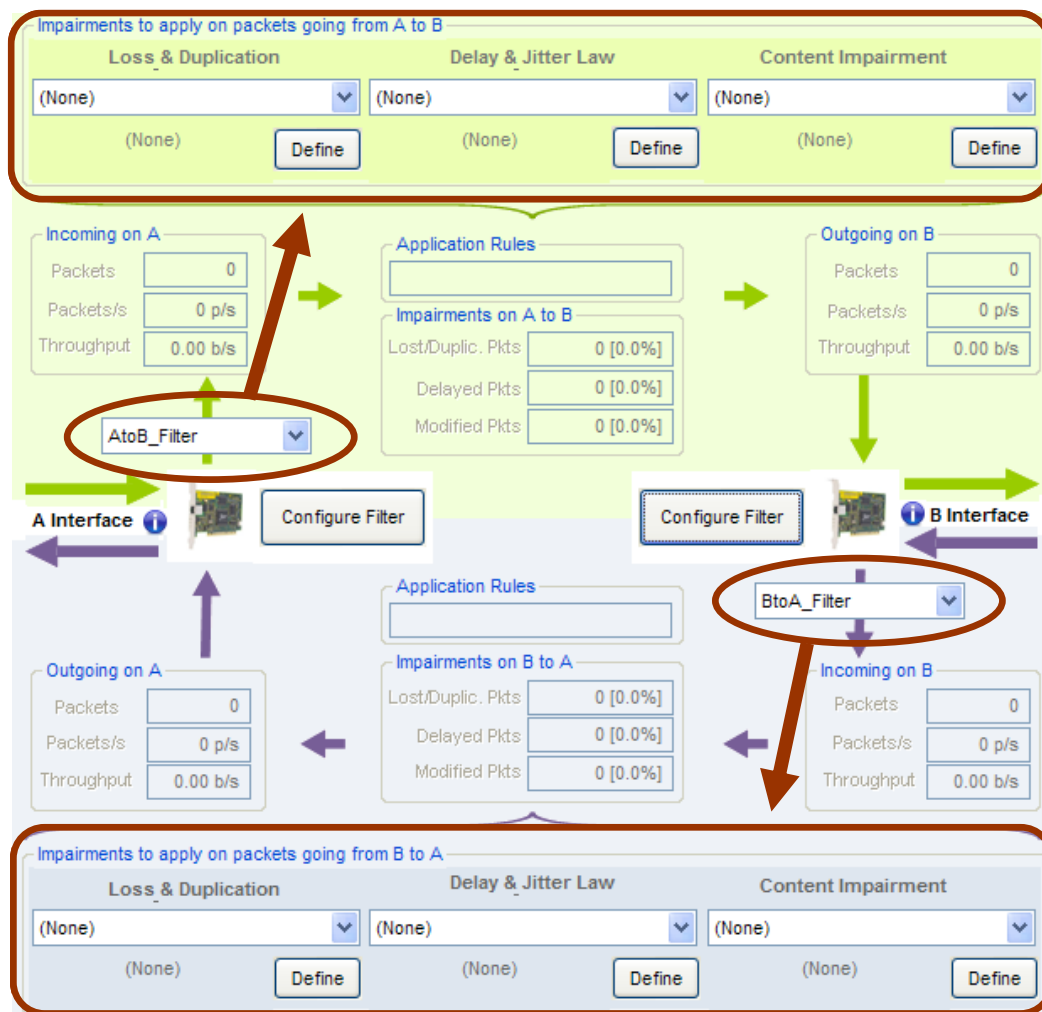 Impairments to apply on packets going from A to B
Loss & Duplication Delay & Jitter Law Content Impairment
(None) (None) (None)
(None) Define (None) Define (None) Define
Incoming on A Application Rules Outgoing on B
Packets 0 Packets 0
Packets/s 0 p/s Impairments on A to B Packets/s 0 p/s
Throughput 0.00 b/s Lost/Duplic. Pkts 0 [0.0%] Throughput 0.00 b/s
Delayed Pkts 0 [0.0%]
Modified Pkts 0 [0.0%]
AtoB_Filter
A Interface i Configure Filter Configure Filter i B Interface
Application Rules BtoA_Filter
Outgoing on A Impairments on B to A Incoming on B
Packets 0 Lost/Duplic. Pkts 0 [0.0%] Packets 0
Packets/s 0 p/s Delayed Pkts 0 [0.0%] Packets/s 0 p/s
Throughput 0.00 b/s Modified Pkts 0 [0.0%] Throughput 0.00 b/s
Impairments to apply on packets going from B to A
Loss & Duplication Delay & Jitter Law Content Impairment
(None) (None) (None)
(None) Define (None) Define (None) Define